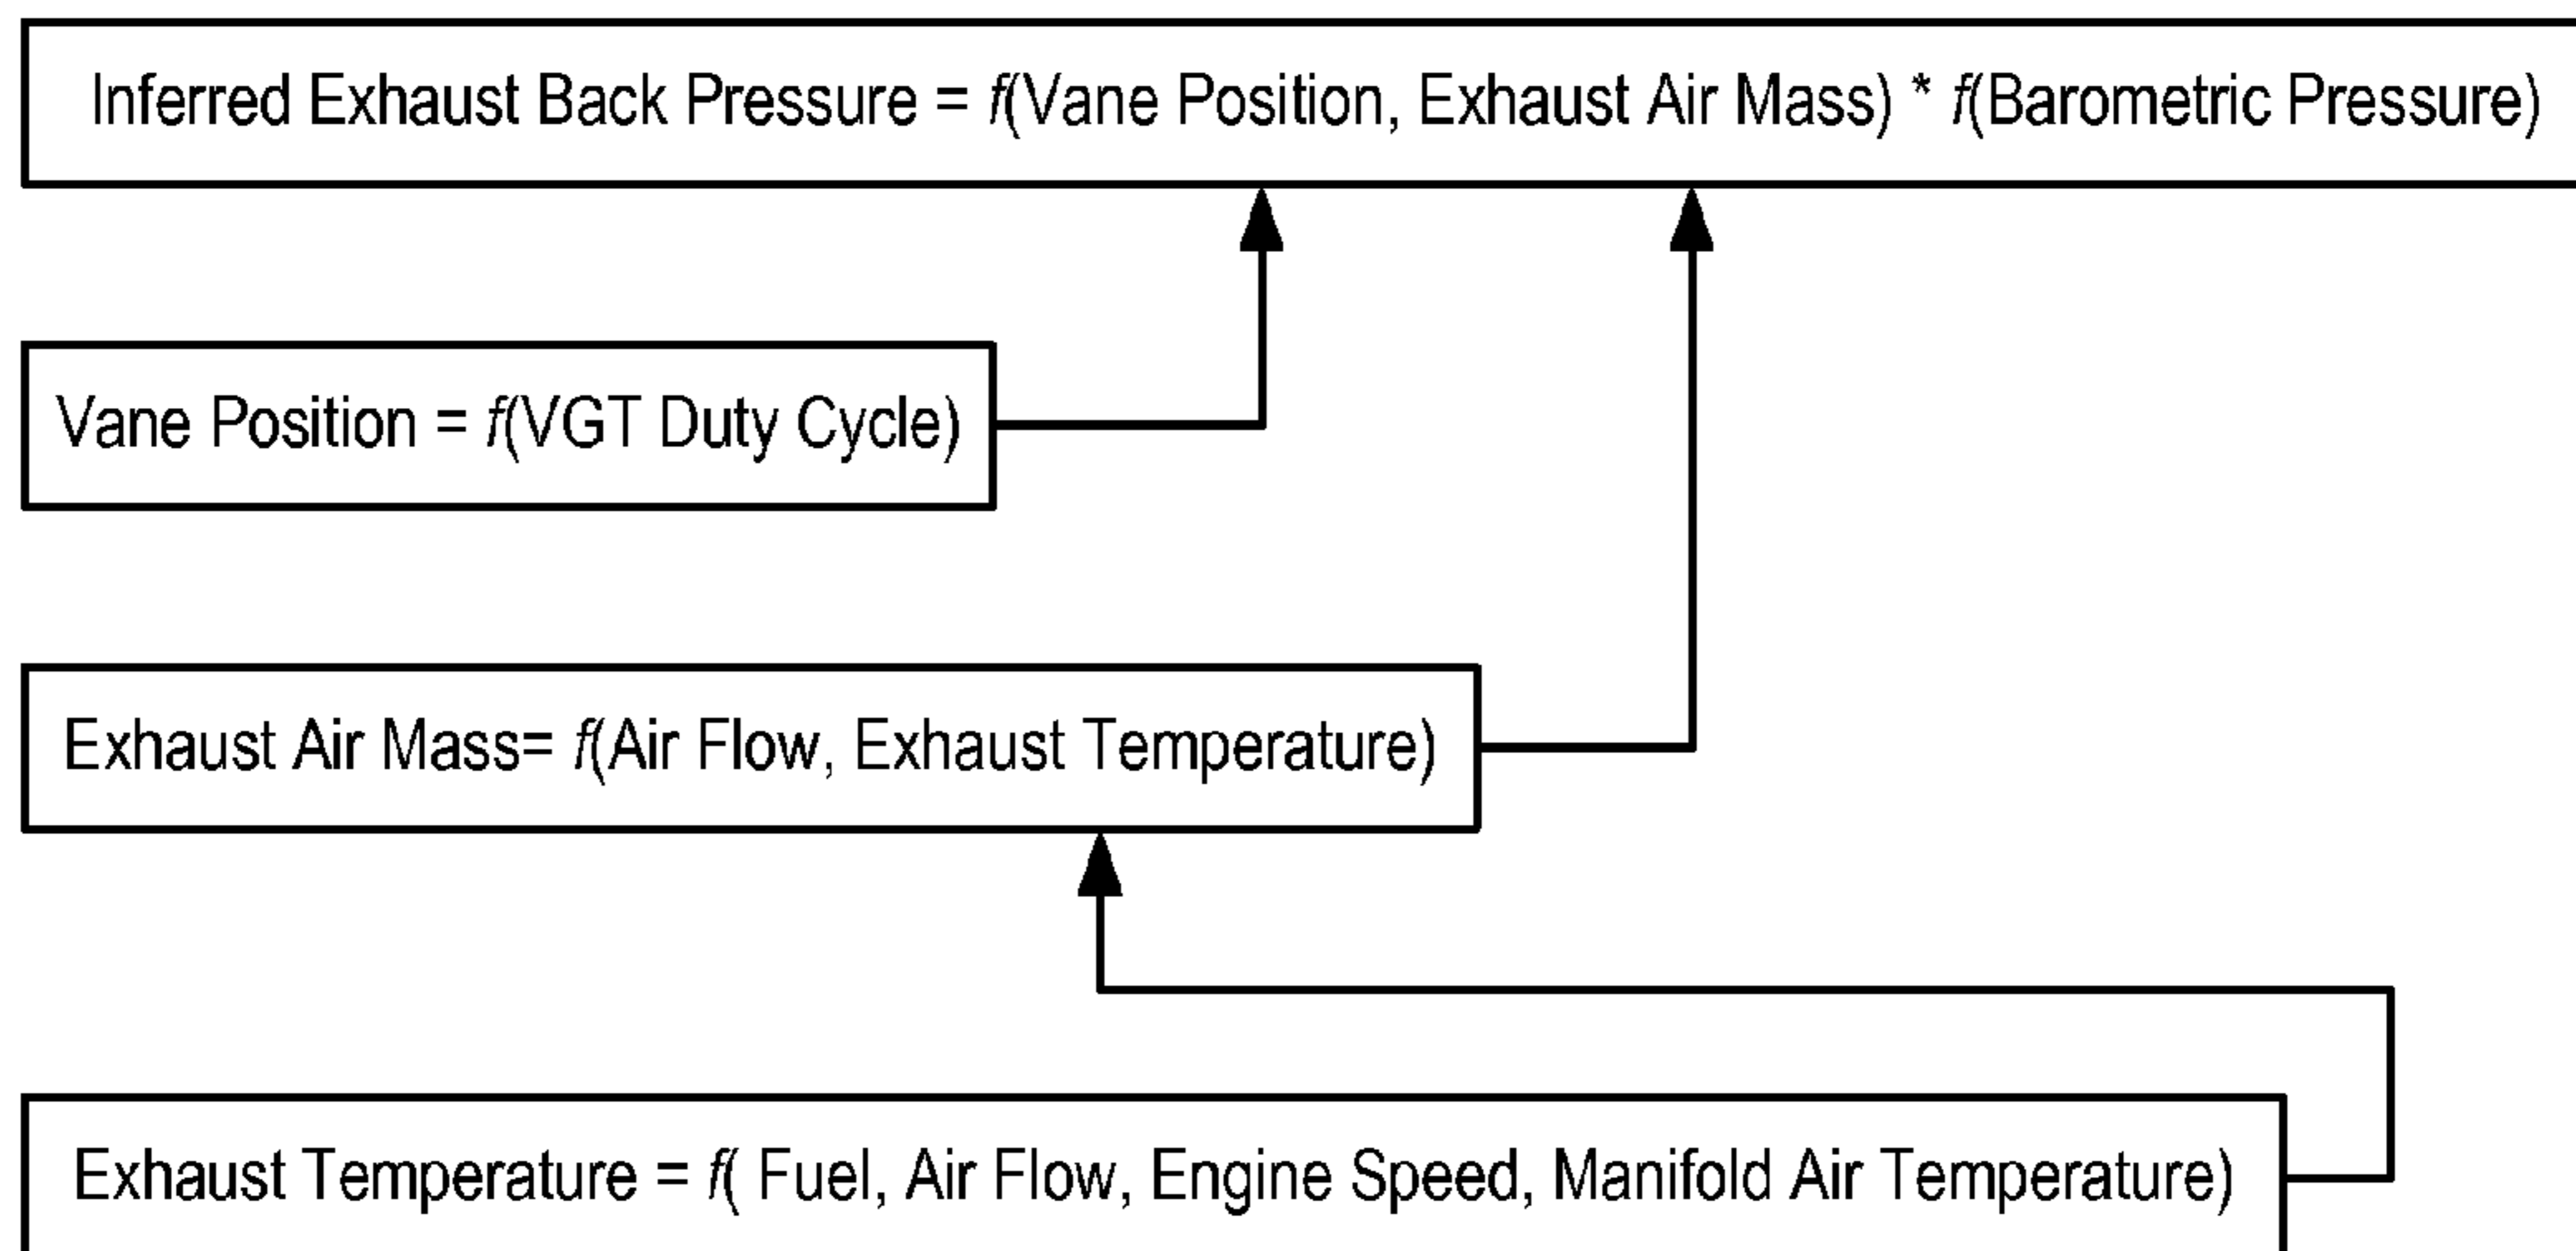 Inferred Exhaust Back Pressure = f(Vane Position, Exhaust Air Mass) * f(Barometric Pressure)
Vane Position = f(VGT Duty Cycle)
Exhaust Air Mass= f(Air Flow, Exhaust Temperature)
Exhaust Temperature = f( Fuel, Air Flow, Engine Speed, Manifold Air Temperature)